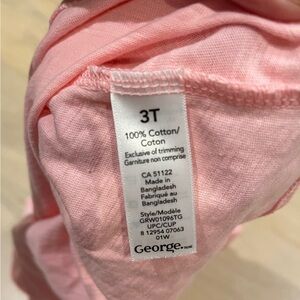 3T
100% Cotton/
Coton
Exclusive of trimming
Garniture non comprise
CA 51122
Made in
Bangladesh
Fabriqué au
Bangladesh
Style/Modèle
GRW01096TG
UPC/CUP
8 12954 07063
01W
George.